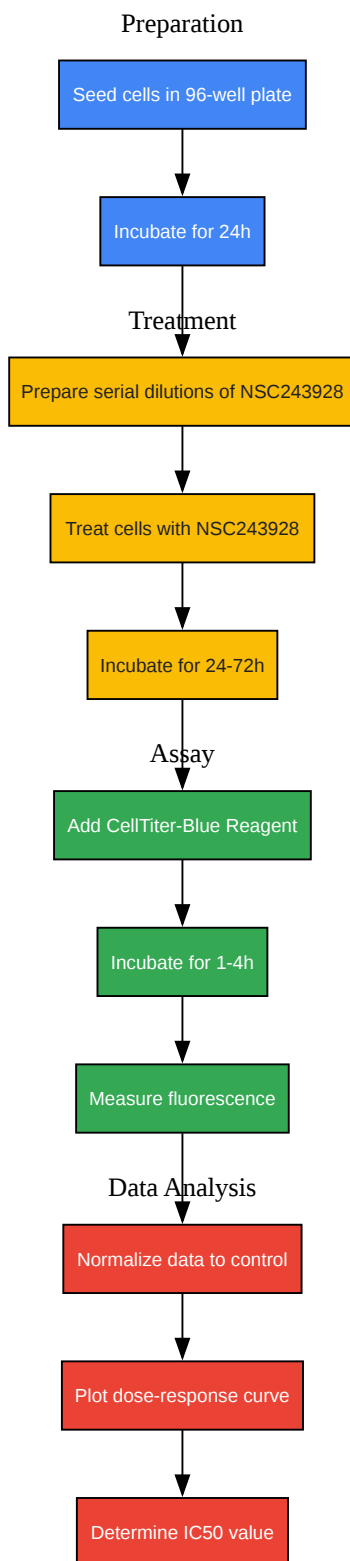 Preparation
Seed cells in 96-well plate
Incubate for 24h
Treatment
Prepare serial dilutions of NSC243928
Treat cells with NSC243928
Incubate for 24-72h
Assay
Add CellTiter-Blue Reagent
Incubate for 1-4h
Measure fluorescence
Data Analysis
Normalize data to control
Plot dose-response curve
Determine IC50 value